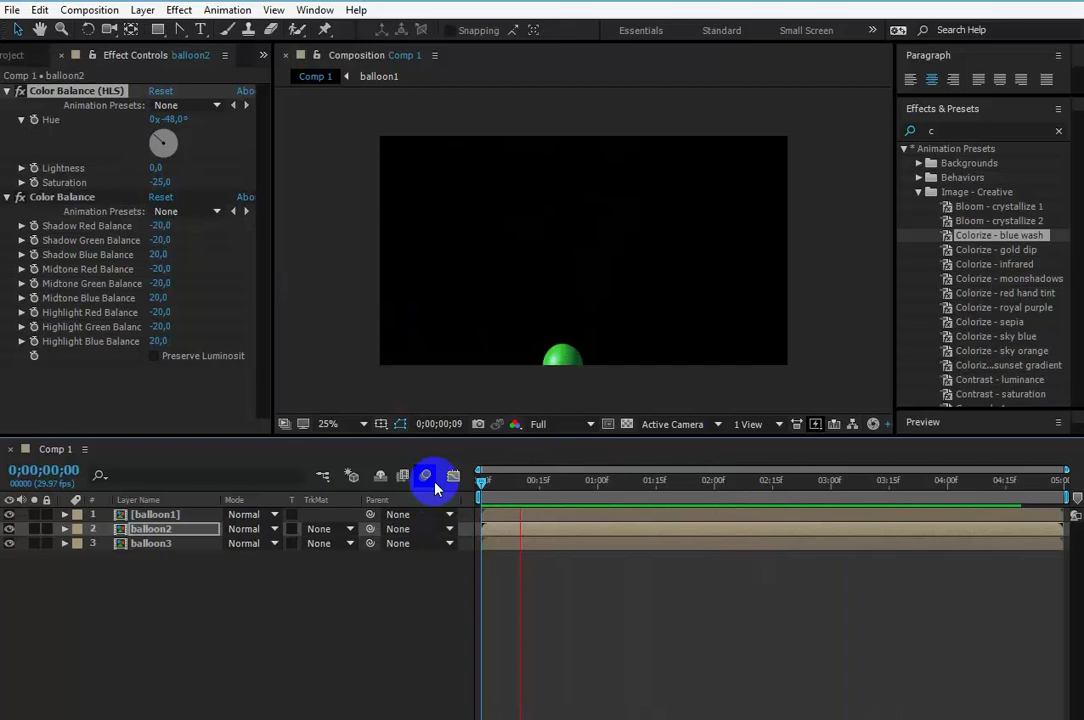 File Edit Composition Layer Effect Animation View Window Help
Snapping Essentials Standard Small Screen Search Help
roject Effect Controls balloon2
Comp 1 • balloon2
Color Balance (HLS) Reset Abo
Animation Presets: None
Hue 0x-48,0°
Lightness 0,0
Saturation -25,0
Color Balance Reset Abo
Animation Presets: None
Shadow Red Balance -20,0
Shadow Green Balance -20,0
Shadow Blue Balance 20,0
Midtone Red Balance -20,0
Midtone Green Balance -20,0
Midtone Blue Balance 20,0
Highlight Red Balance -20,0
Highlight Green Balanc -20,0
Highlight Blue Balance 20,0
Preserve Luminosit
Composition Comp 1
Comp 1 balloon1
25% 0;00;00;09 Full Active Camera 1 View +
Paragraph
Effects & Presets
c
* Animation Presets
Backgrounds
Behaviors
Image - Creative
Bloom - crystallize 1
Bloom - crystallize 2
Colorize - blue wash
Colorize - gold dip
Colorize - infrared
Colorize - moonshadows
Colorize - red hand tint
Colorize - royal purple
Colorize - sepia
Colorize - sky blue
Colorize - sky orange
Coloriz...sunset gradient
Contrast - luminance
Contrast - saturation
Preview
Comp 1
0;00;00;00
00000 (29.97 fps)
# Layer Name Mode T TrkMat Parent
1 [balloon1] Normal None
2 balloon2 Normal None None
3 balloon3 Normal None None
00:15F 01:00F 01:15F 02:00F 02:15F 03:00F 03:15F 04:00F 04:15F 05:00